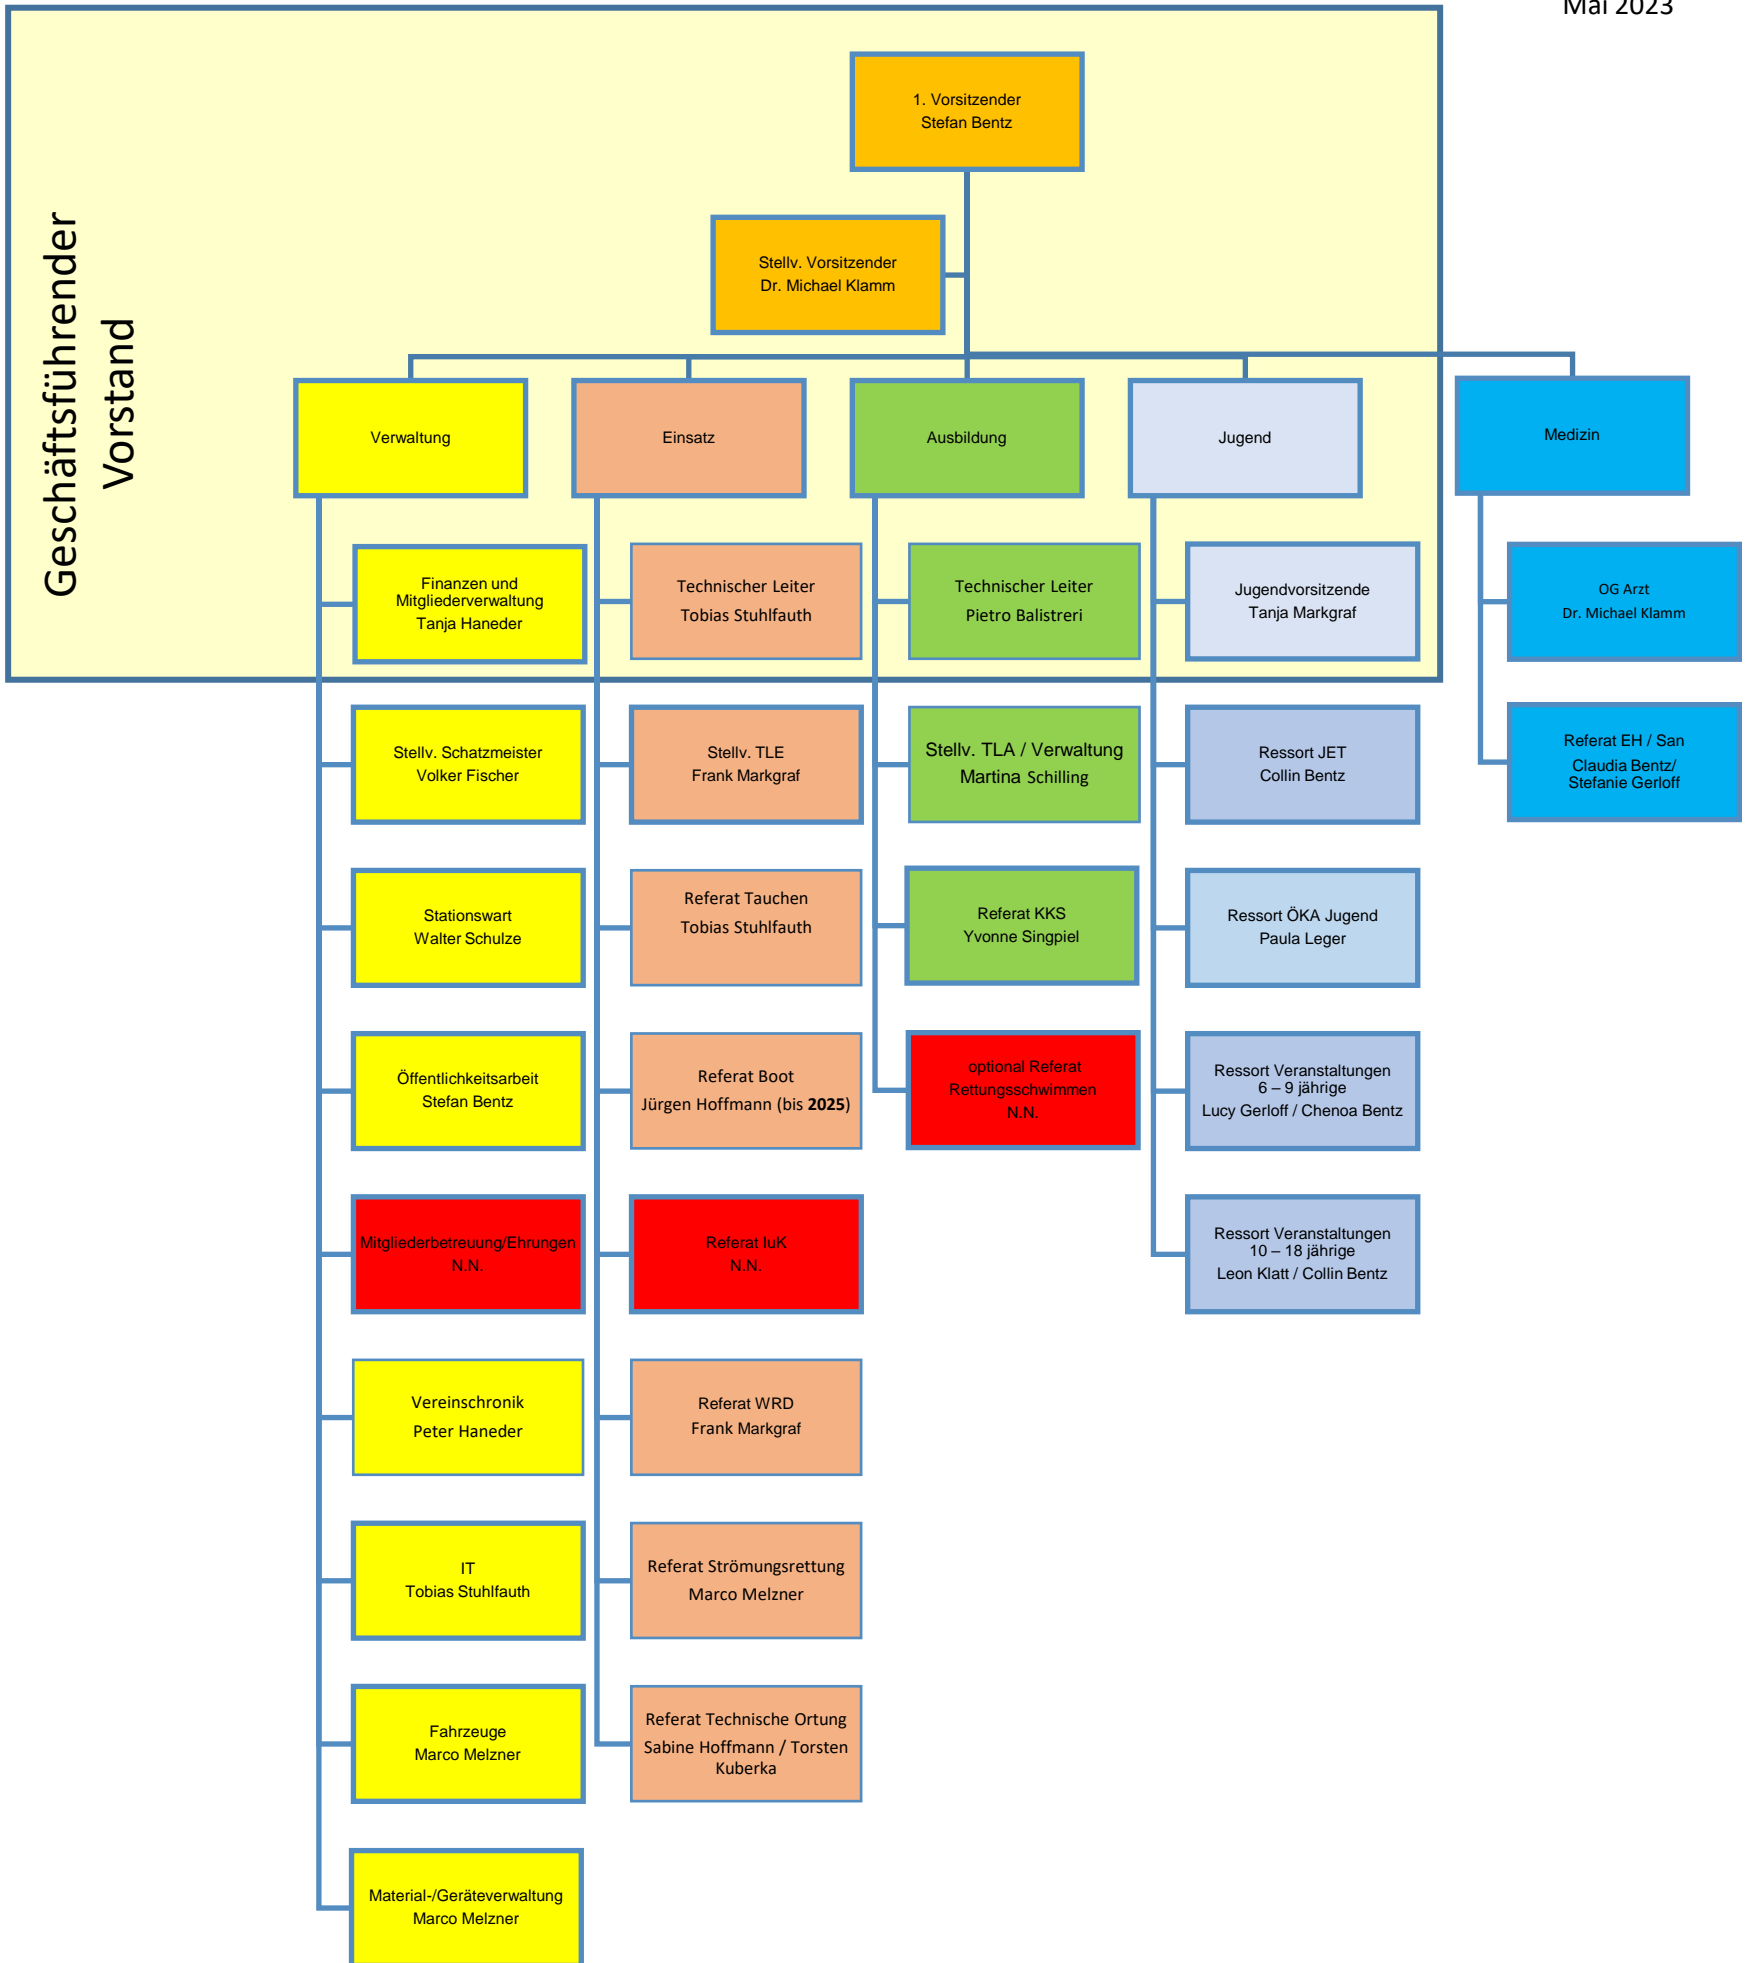 Mai 2023
Geschäftsführender
Vorstand
1. Vorsitzender
Stefan Bentz
Stellv. Vorsitzender
Dr. Michael Klamm
Verwaltung
Einsatz
Ausbildung
Jugend
Medizin
Finanzen und
Mitgliederverwaltung
Tanja Haneder
Technischer Leiter
Tobias Stuhlfauth
Technischer Leiter
Pietro Balistreri
Jugendvorsitzende
Tanja Markgraf
OG Arzt
Dr. Michael Klamm
Stellv. Schatzmeister
Volker Fischer
Stellv. TLE
Frank Markgraf
Stellv. TLA / Verwaltung
Martina Schilling
Ressort JET
Collin Bentz
Referat EH / San
Claudia Bentz/
Stefanie Gerloff
Stationswart
Walter Schulze
Referat Tauchen
Tobias Stuhlfauth
Referat KKS
Yvonne Singpiel
Ressort ÖKA Jugend
Paula Leger
Öffentlichkeitsarbeit
Stefan Bentz
Referat Boot
Jürgen Hoffmann (bis 2025)
optional Referat
Rettungsschwimmen
N.N.
Ressort Veranstaltungen
6 – 9 jährige
Lucy Gerloff / Chenoa Bentz
Mitgliederbetreuung/Ehrungen
N.N.
Referat IuK
N.N.
Ressort Veranstaltungen
10 – 18 jährige
Leon Klatt / Collin Bentz
Vereinschronik
Peter Haneder
Referat WRD
Frank Markgraf
IT
Tobias Stuhlfauth
Referat Strömungsrettung
Marco Melzner
Fahrzeuge
Marco Melzner
Referat Technische Ortung
Sabine Hoffmann / Torsten
Kuberka
Material-/Geräteverwaltung
Marco Melzner